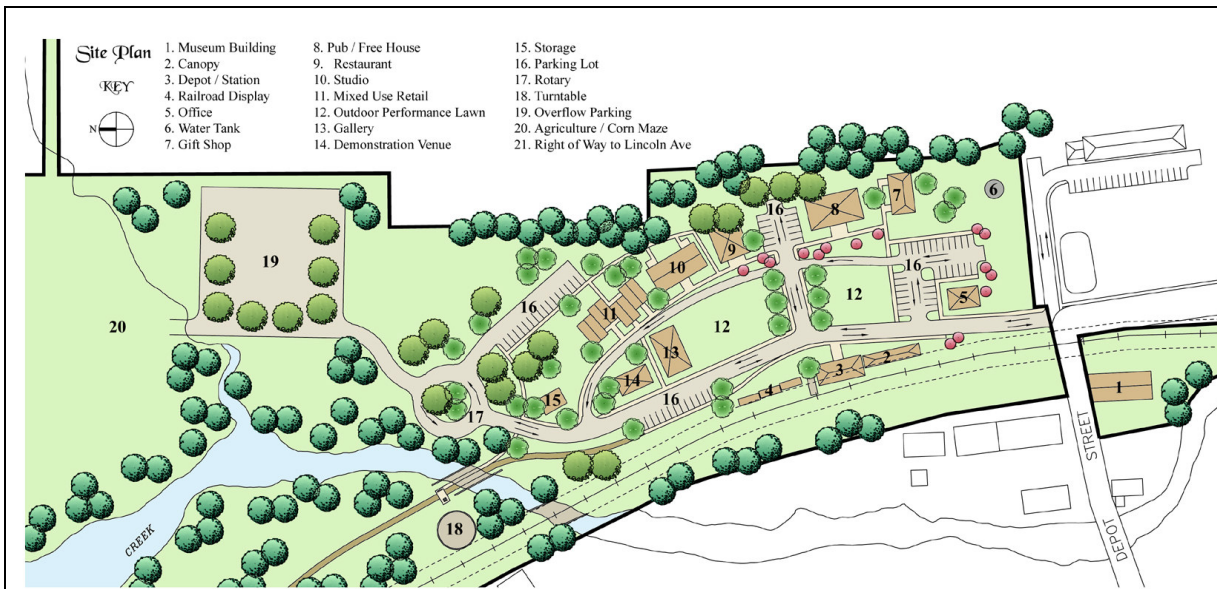 Site Plan
KEY
N
1. Museum Building
2. Canopy
3. Depot / Station
4. Railroad Display
5. Office
6. Water Tank
7. Gift Shop
8. Pub / Free House
9. Restaurant
10. Studio
11. Mixed Use Retail
12. Outdoor Performance Lawn
13. Gallery
14. Demonstration Venue
15. Storage
16. Parking Lot
17. Rotary
18. Turntable
19. Overflow Parking
20. Agriculture / Corn Maze
21. Right of Way to Lincoln Ave
6
7
16
8
9
19
10
16
16
12
5
11
12
20
13
2
3
14
4
1
15
16
17
18
CREEK
DEPOT STREET